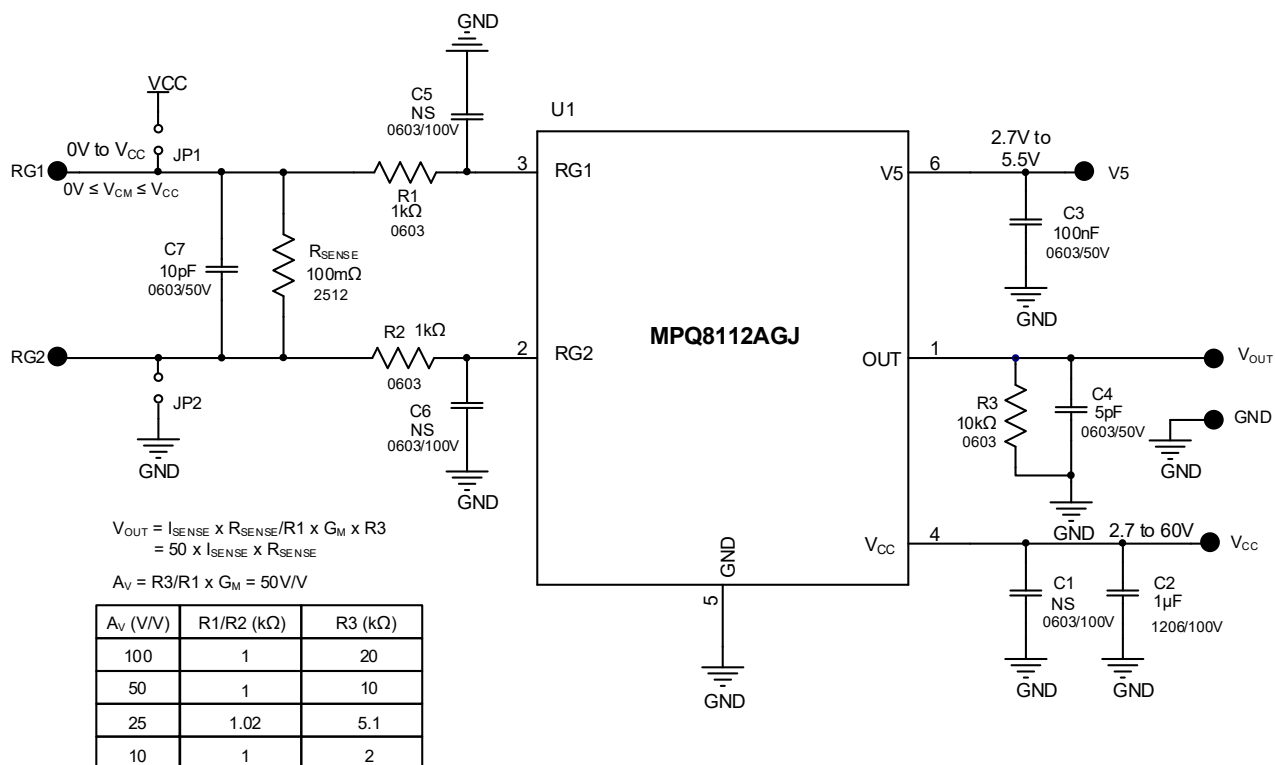 GND
VCC
C5
NS
0603/100V
U1
0V to VCC
JP1
RG1
0V ≤ VCM ≤ VCC
R1
1kΩ
0603
3
RG1
V5
6
2.7V to
5.5V
V5
C3
100nF
0603/50V
GND
C7
10pF
0603/50V
RSENSE
100mΩ
2512
MPQ8112AGJ
RG2
R2 1kΩ
0603
2
RG2
OUT
1
VOUT
JP2
GND
C6
NS
0603/100V
GND
R3
10kΩ
0603
C4
5pF
0603/50V
GND
GND
GND
VOUT = ISENSE x RSENSE/R1 x GM x R3
= 50 x ISENSE x RSENSE
AV = R3/R1 x GM = 50V/V
VCC
4
2.7 to 60V
VCC
GND
5
GND
C1
NS
0603/100V
GND
C2
1µF
1206/100V
GND
AV (V/V) R1/R2 (kΩ) R3 (kΩ)
100 1 20
50 1 10
25 1.02 5.1
10 1 2